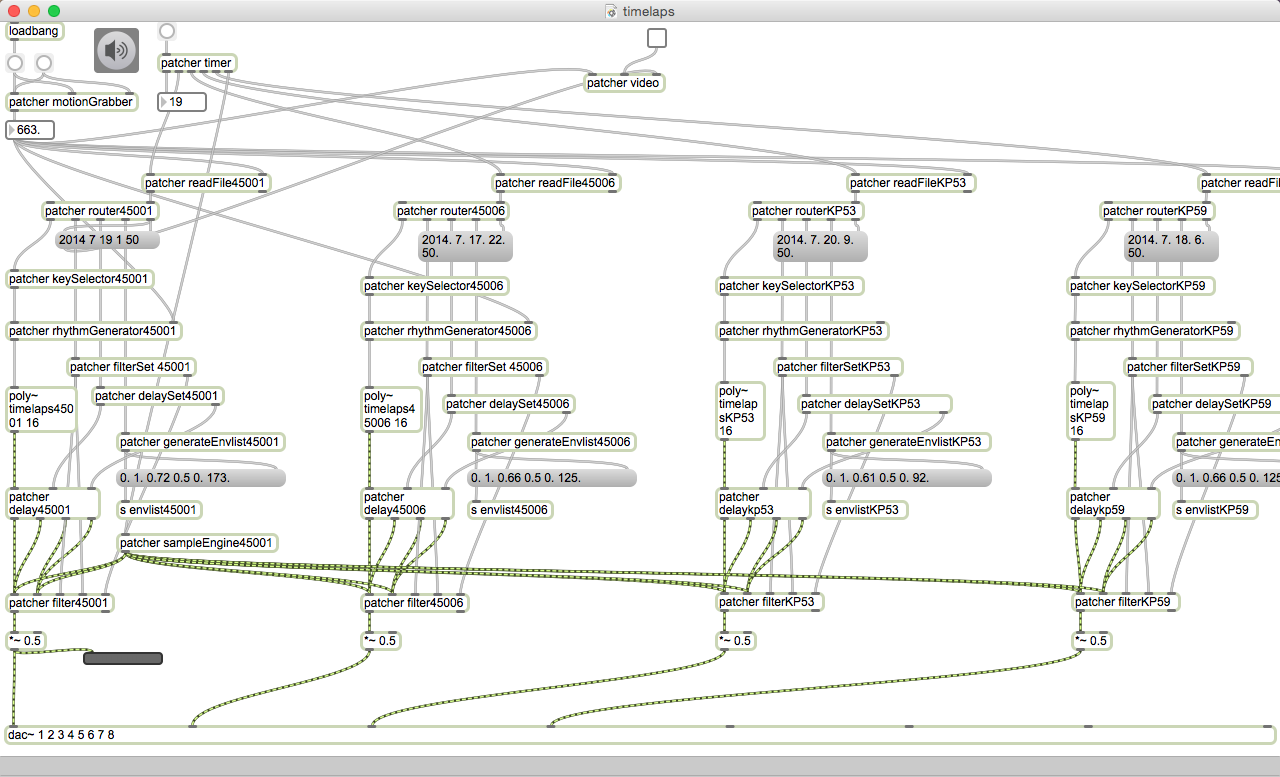 timelaps
loadbang
patcher timer
patcher video
patcher motionGrabber
19
663.
patcher readFile45001
patcher readFile45006
patcher readFileKP53
patcher readFil
patcher router45001
patcher router45006
patcher routerKP53
patcher routerKP59
2014 7 19 1 50
2014. 7. 17. 22.
50.
2014. 7. 20. 9.
50.
2014. 7. 18. 6.
50.
patcher keySelector45001
patcher keySelector45006
patcher keySelectorKP53
patcher keySelectorKP59
patcher rhythmGenerator45001
patcher rhythmGenerator45006
patcher rhythmGeneratorKP53
patcher rhythmGeneratorKP59
patcher filterSet 45001
patcher filterSet 45006
patcher filterSetKP53
patcher filterSetKP59
poly~
timelaps450
01 16
patcher delaySet45001
poly~
timelaps4
5006 16
patcher delaySet45006
poly~
timelap
sKP53
16
patcher delaySetKP53
poly~
timelap
sKP59
16
patcher delaySetKP59
patcher generateEnvlist45001
patcher generateEnvlist45006
patcher generateEnvlistKP53
patcher generateEn
0. 1. 0.72 0.5 0. 173.
0. 1. 0.66 0.5 0. 125.
0. 1. 0.61 0.5 0. 92.
0. 1. 0.66 0.5 0. 125
patcher
delay45001
s envlist45001
patcher
delay45006
s envlist45006
patcher
delaykp53
s envlistKP53
patcher
delaykp59
s envlistKP59
patcher sampleEngine45001
patcher filter45001
patcher filter45006
patcher filterKP53
patcher filterKP59
*~ 0.5
*~ 0.5
*~ 0.5
*~ 0.5
dac~ 1 2 3 4 5 6 7 8